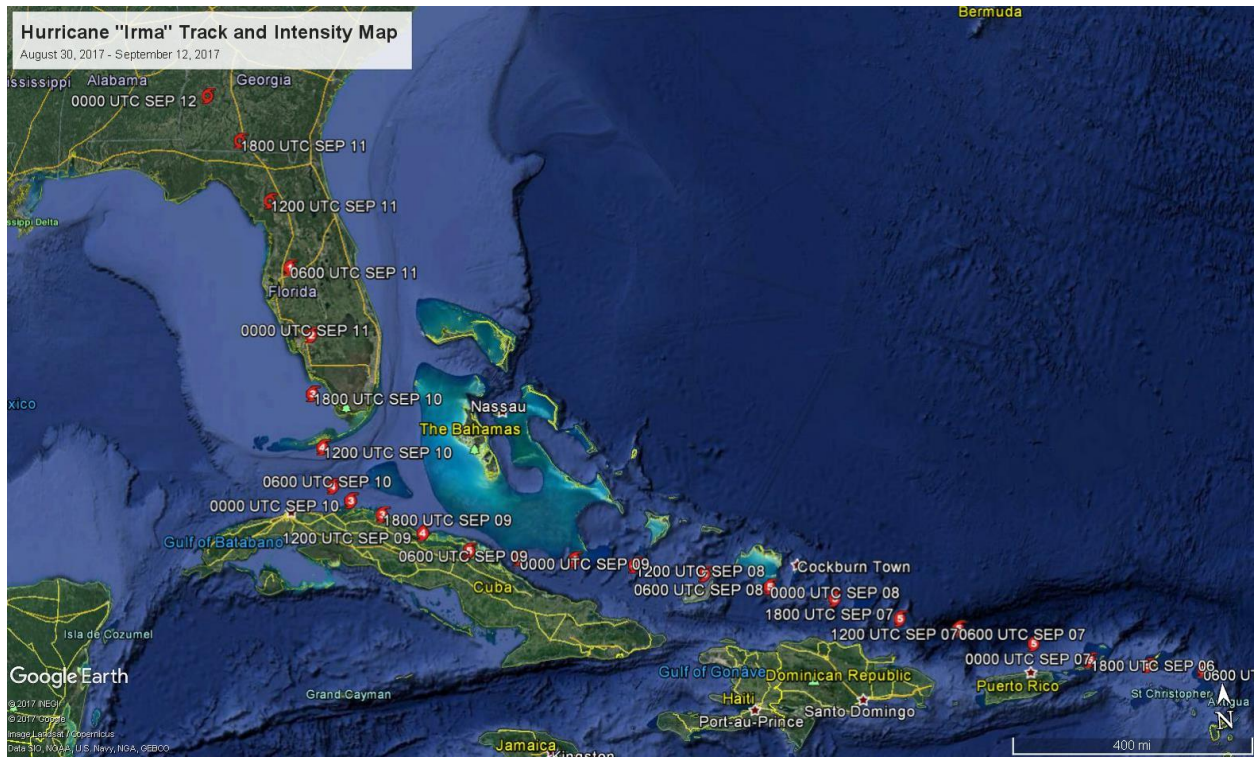 Hurricane "Irma" Track and Intensity Map
August 30, 2017 - September 12, 2017
Bermuda
ississippi
Alabama
Georgia
0000 UTC SEP 12
1800 UTC SEP 11
1200 UTC SEP 11
ssippi Delta
0600 UTC SEP 11
Florida
0000 UTC SEP 11
1800 UTC SEP 10
xico
Nassau
The Bahamas
1200 UTC SEP 10
0600 UTC SEP 10
0000 UTC SEP 10
1800 UTC SEP 09
Gulf of Batabano
1200 UTC SEP 09
0600 UTC SEP 09
0000 UTC SEP 09
1200 UTC SEP 08
Cockburn Town
Cuba
0600 UTC SEP 08
0000 UTC SEP 08
1800 UTC SEP 07
1200 UTC SEP 07
0600 UTC SEP 07
Isla de Cozumel
0000 UTC SEP 07
1800 UTC SEP 06
0600 UT
Google Earth
Gulf of Gonave
Dominican Republic
Puerto Rico
St Christopher
Antigua
Grand Cayman
Haiti
Port-au-Prince
Santo Domingo
N
© 2017 INEGI
© 2017 Google
Image Landsat / Copernicus
Data SIO, NOAA, U.S. Navy, NGA, GEBCO
Jamaica
Kingston
400 mi